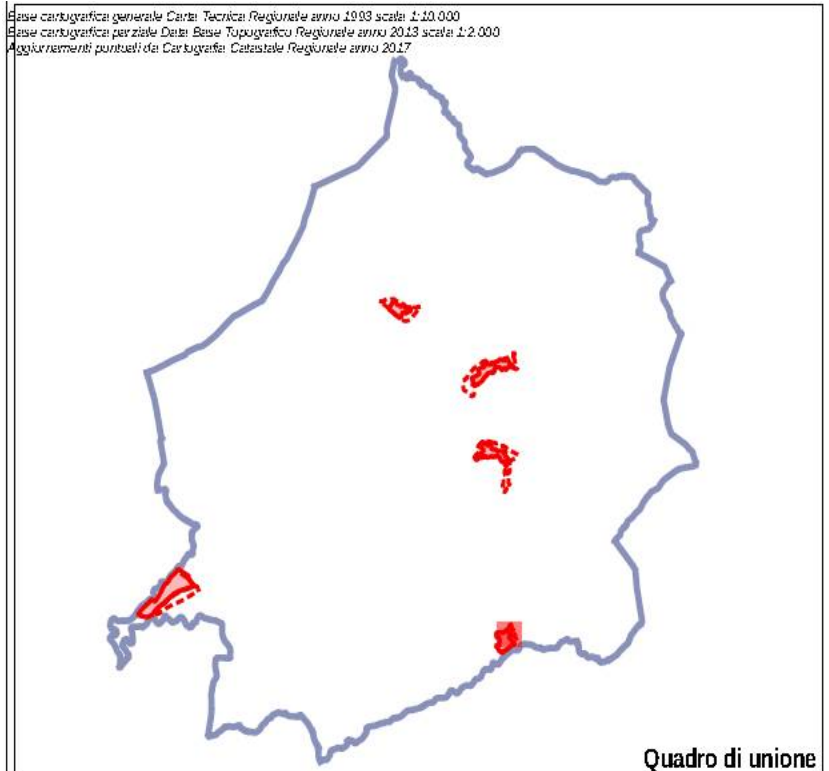 Base cartografica generale Carta Tecnica Regionale anno 1993 scala 1:10.000
Base cartografica parziale Data Base Topografico Regionale anno 2013 scala 1:2.000
Aggiornamenti puntuali da Cartografia Catastale Regionale anno 2017
Quadro di unione